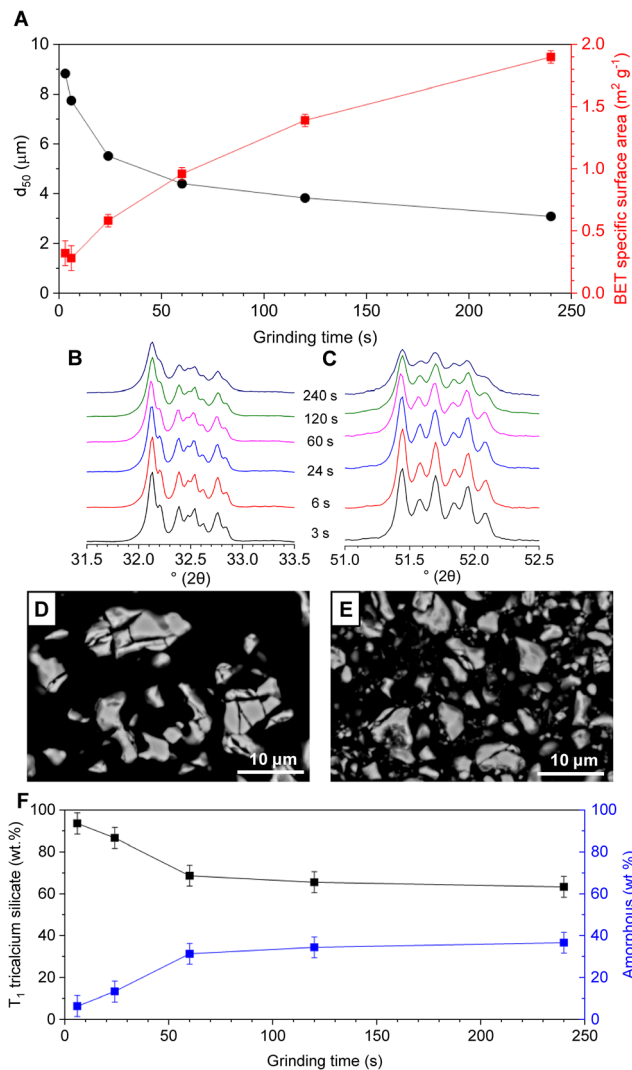 A
10
8
6
4
2
0
d50 (μm)
2.0
1.5
1.0
0.5
0.0
BET specific surface area (m² g⁻¹)
0 50 100 150 200 250
Grinding time (s)
B
C
240 s
120 s
60 s
24 s
6 s
3 s
31.5 32.0 32.5 33.0 33.5
° (2θ)
51.0 51.5 52.0 52.5
° (2θ)
D
10 μm
E
10 μm
F
100
80
60
40
20
0
T₁ tricalcium silicate (wt.%)
100
80
60
40
20
0
Amorphous (wt.%)
0 50 100 150 200 250
Grinding time (s)